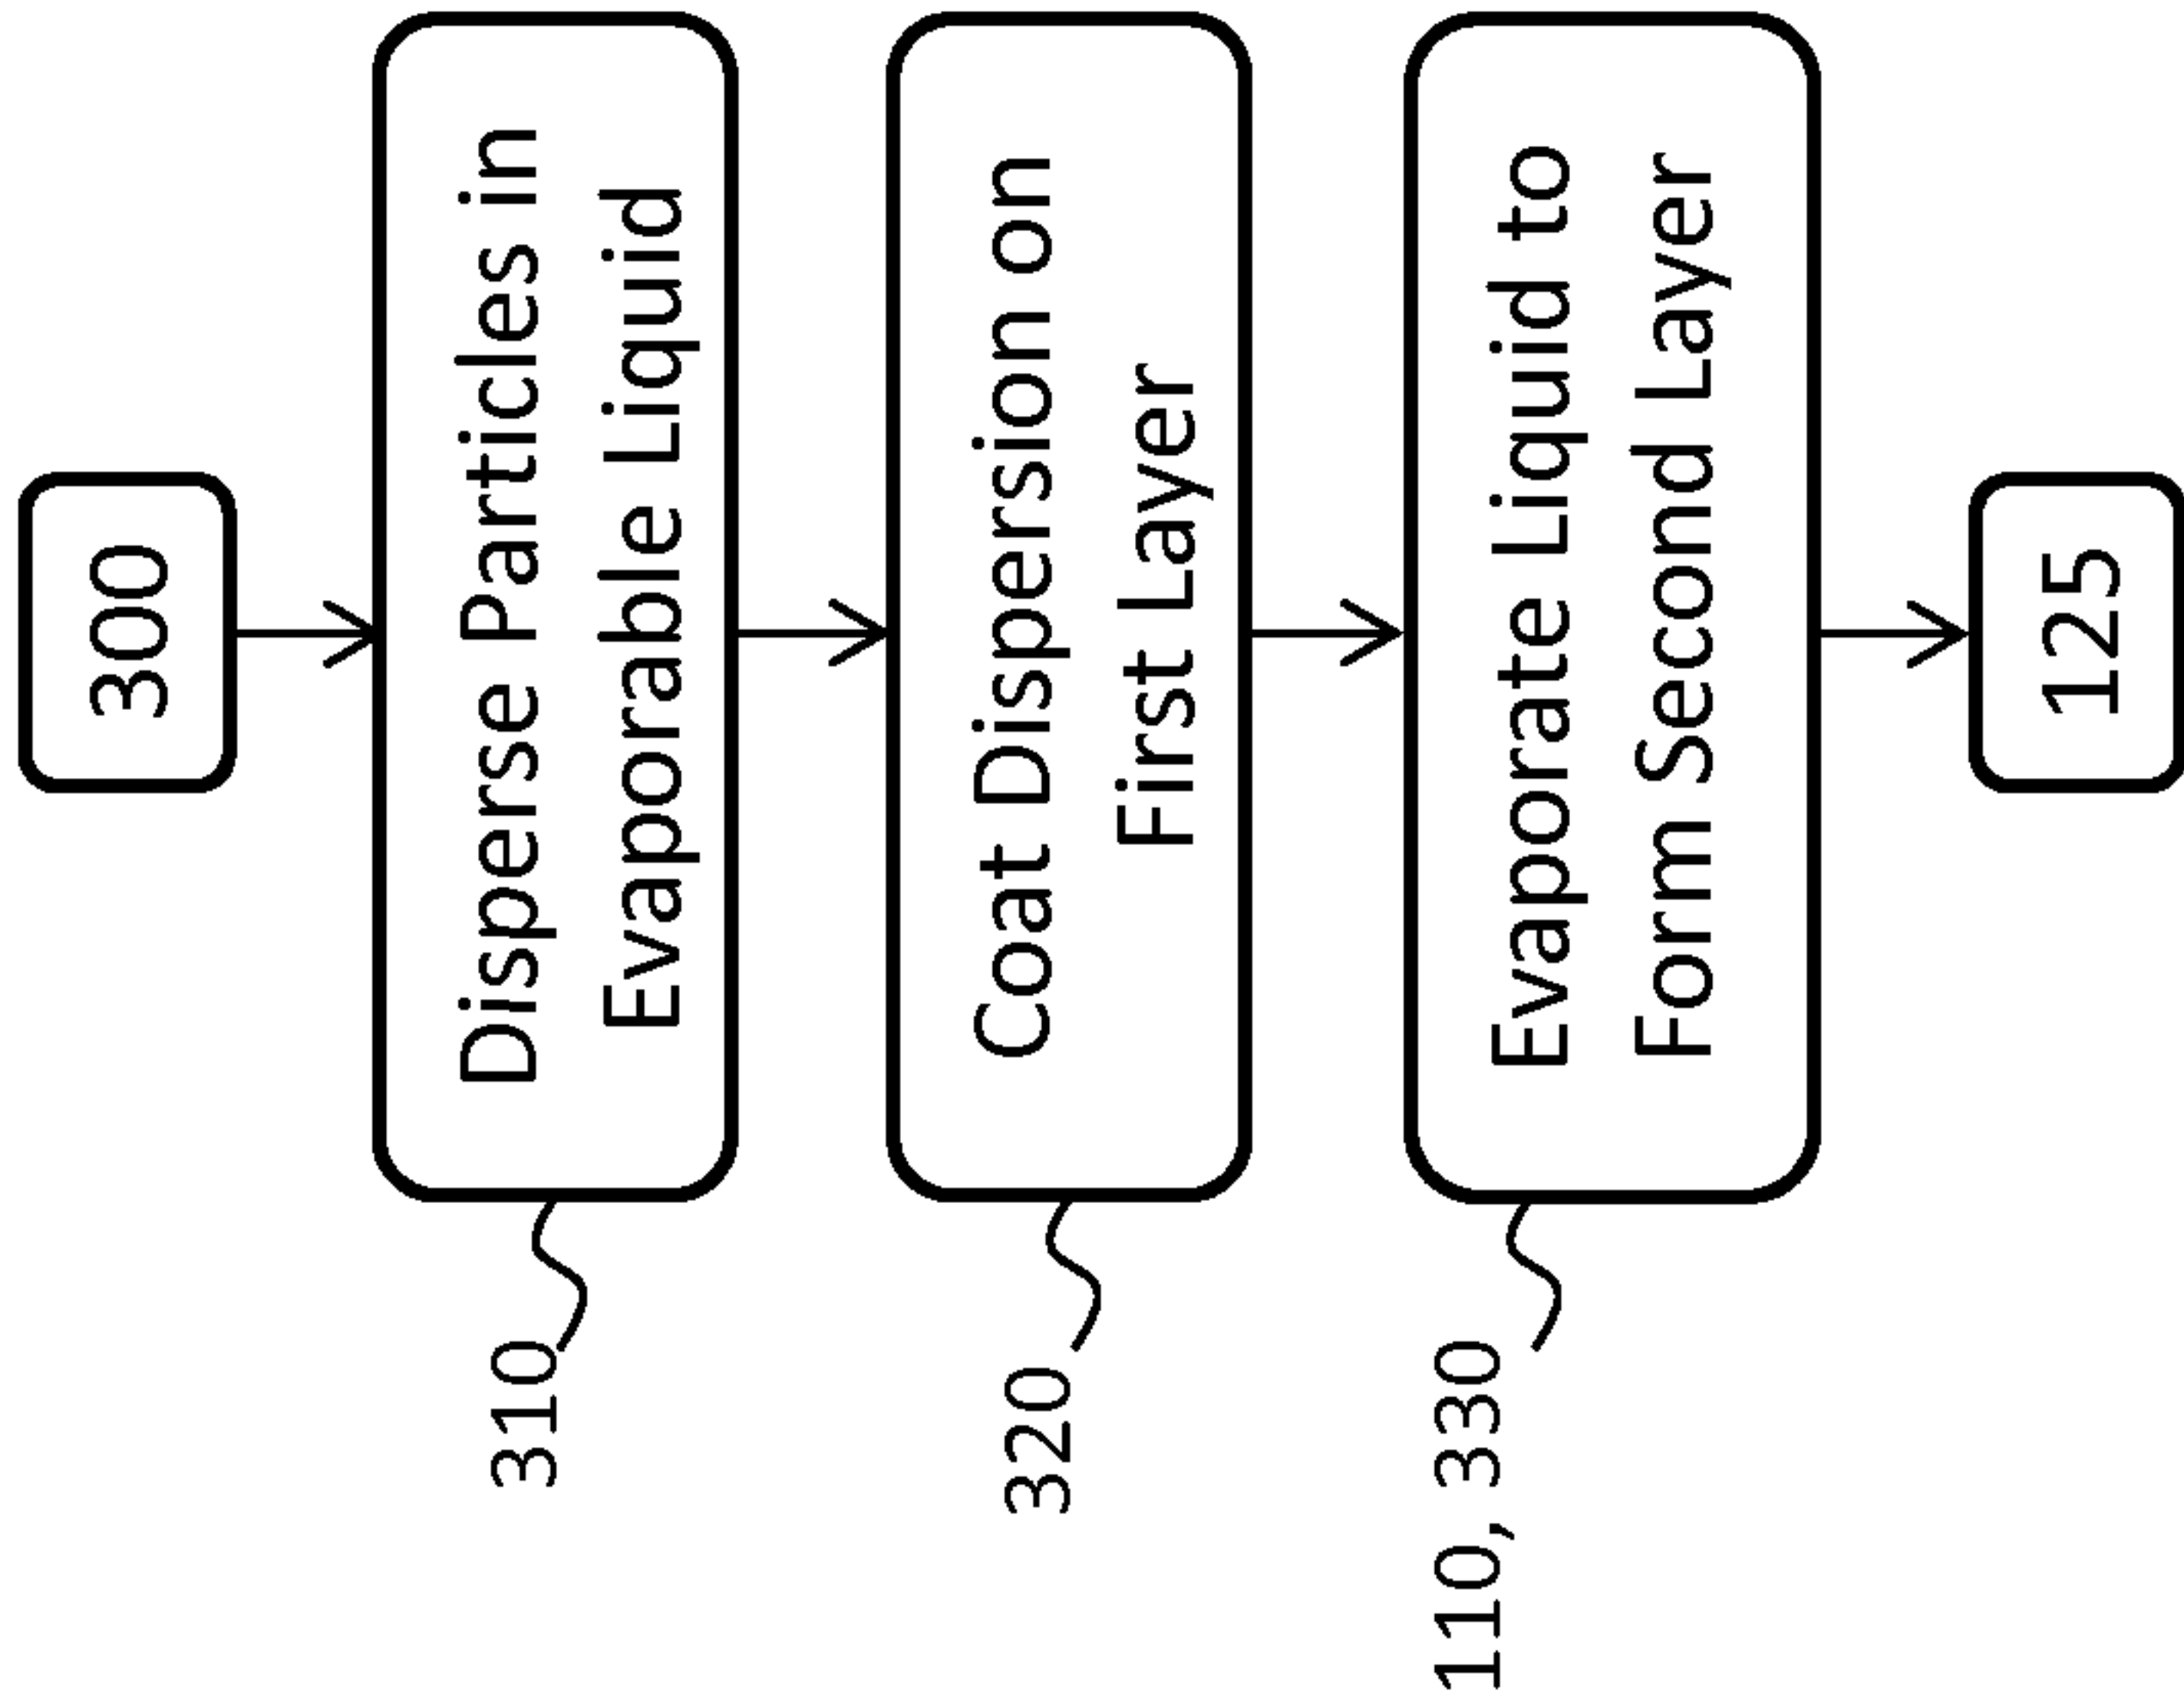 300
310
Disperse Particles in
Evaporable Liquid
320
Coat Dispersion on
First Layer
110, 330
Evaporate Liquid to
Form Second Layer
125